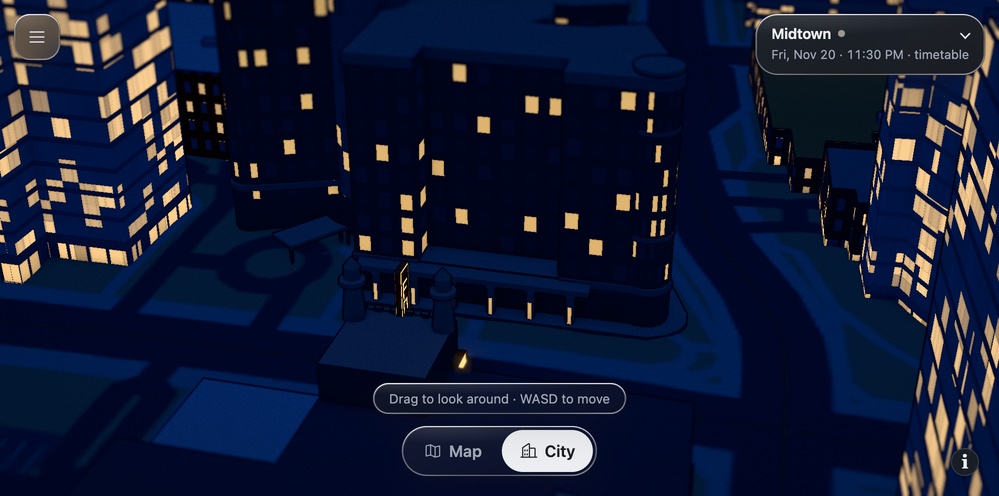 Midtown
Fri, Nov 20 · 11:30 PM · timetable
Drag to look around · WASD to move
Map
City